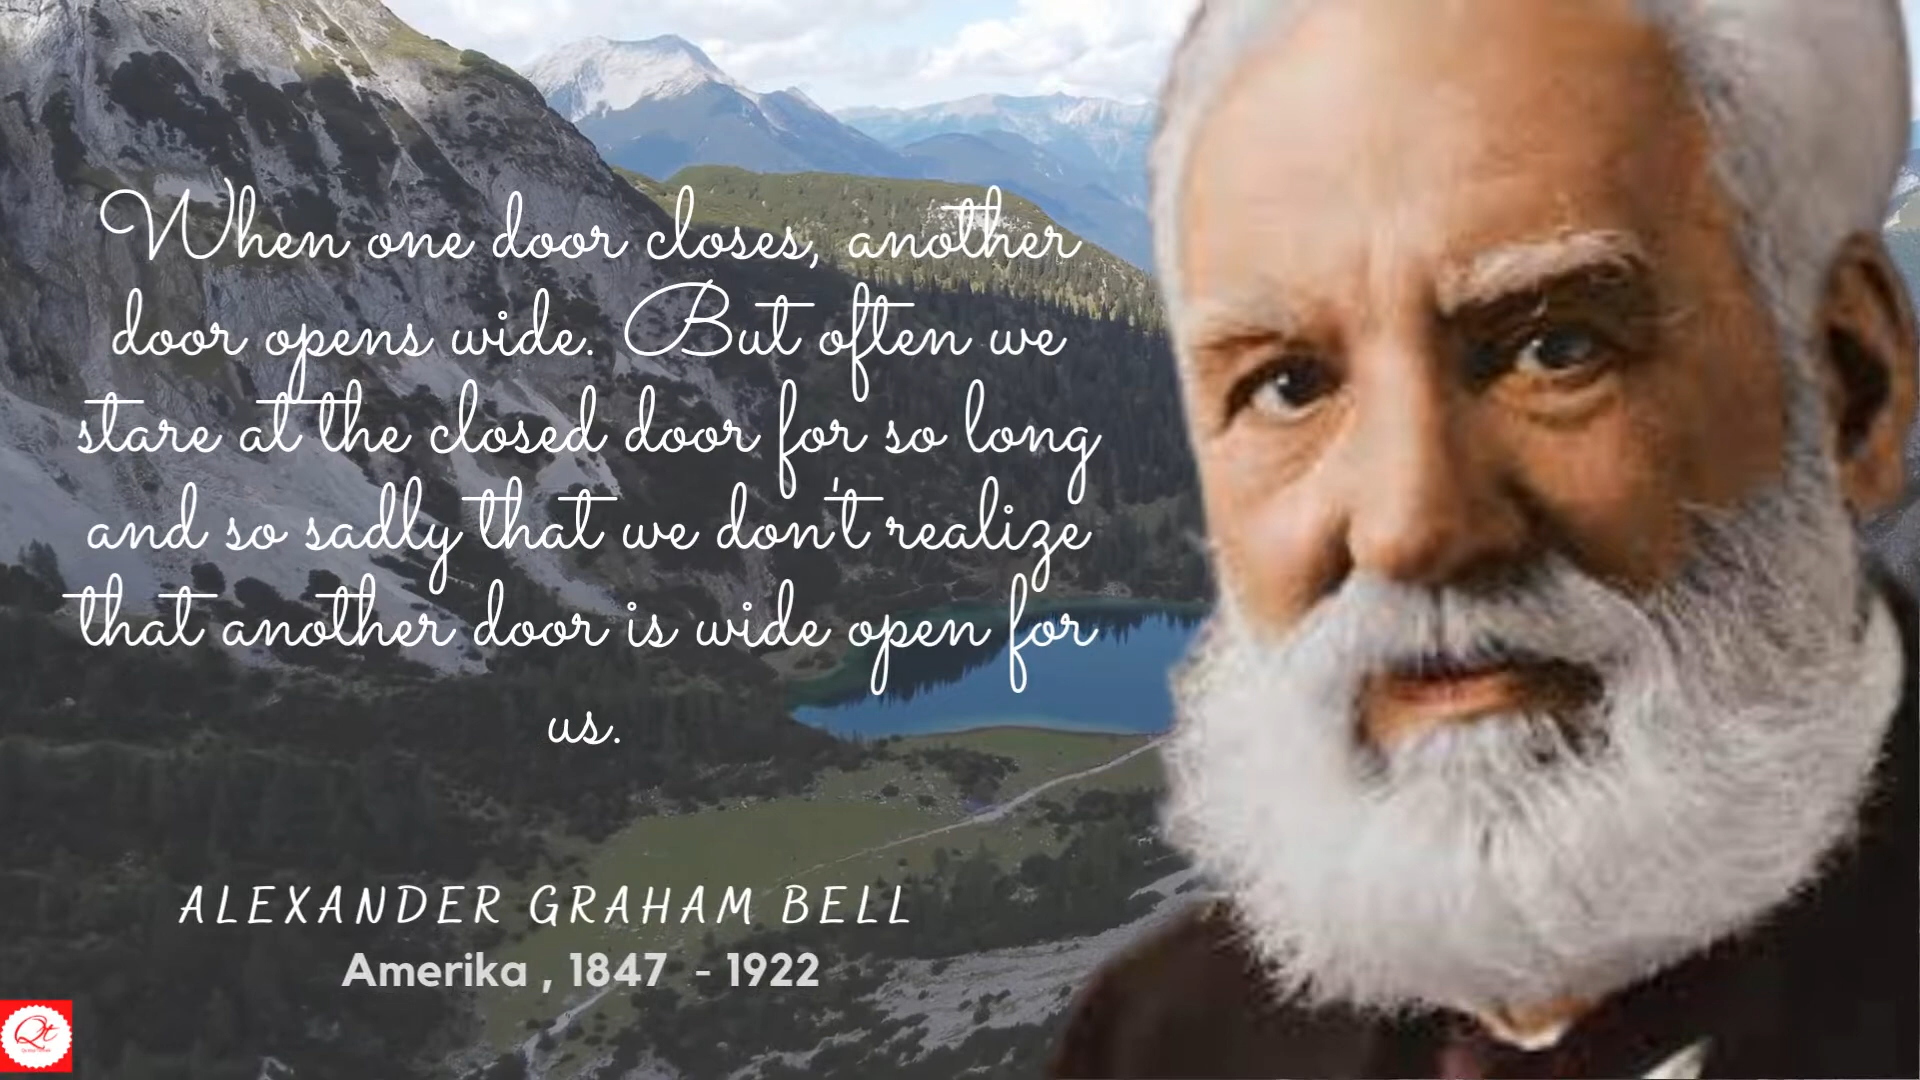 When one door closes, another
door opens wide. But often we
stare at the closed door for so long
and so sadly that we don't realize
that another door is wide open for
us.
ALEXANDER GRAHAM BELL
Amerika , 1847 - 1922
Qt